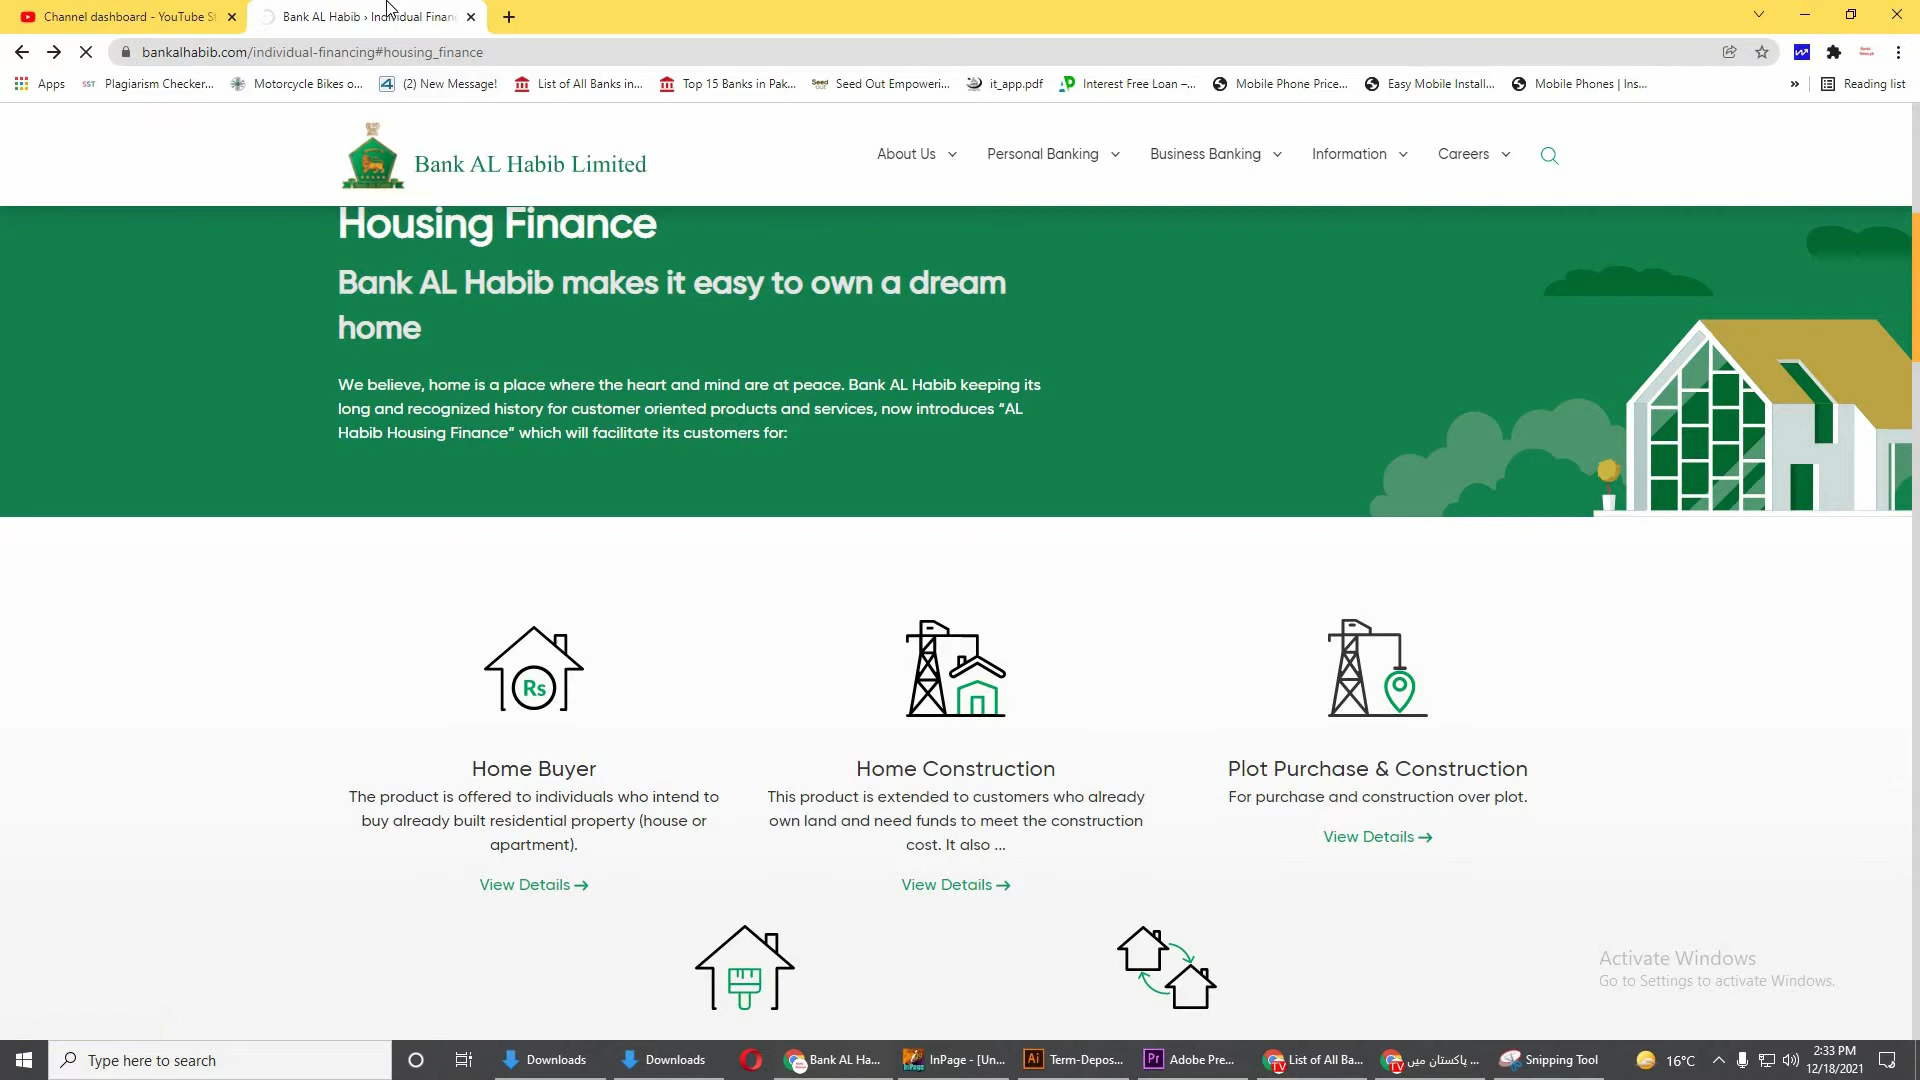 Channel dashboard - YouTube St
Bank AL Habib › Individual Financ
bankalhabib.com/individual-financing#housing_finance
Apps
SST Plagiarism Checker...
Motorcycle Bikes o...
(2) New Message!
List of All Banks in...
Top 15 Banks in Pak...
Seed Out Empoweri...
it_app.pdf
Interest Free Loan –...
Mobile Phone Price...
Easy Mobile Install...
Mobile Phones | Ins...
»
Reading list
Bank AL Habib Limited
About Us
Personal Banking
Business Banking
Information
Careers
Housing Finance
Bank AL Habib makes it easy to own a dream
home
We believe, home is a place where the heart and mind are at peace. Bank AL Habib keeping its
long and recognized history for customer oriented products and services, now introduces “AL
Habib Housing Finance” which will facilitate its customers for:
Rs
Home Buyer
The product is offered to individuals who intend to
buy already built residential property (house or
apartment).
View Details →
Home Construction
This product is extended to customers who already
own land and need funds to meet the construction
cost. It also ...
View Details →
Plot Purchase & Construction
For purchase and construction over plot.
View Details →
Activate Windows
Go to Settings to activate Windows.
Type here to search
Downloads
Downloads
Bank AL Ha...
InPage - [Un...
Ai Term-Depos...
Pr Adobe Pre...
TV List of All Ba...
TV پاکستان میں ...
Snipping Tool
16°C
2:33 PM
12/18/2021